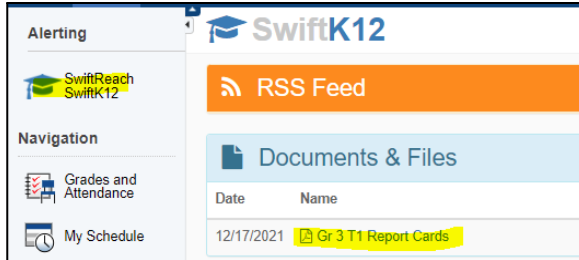 Alerting
SwiftReach
SwiftK12
Navigation
Grades and
Attendance
My Schedule
SwiftK12
RSS Feed
Documents & Files
Date Name
12/17/2021 Gr 3 T1 Report Cards